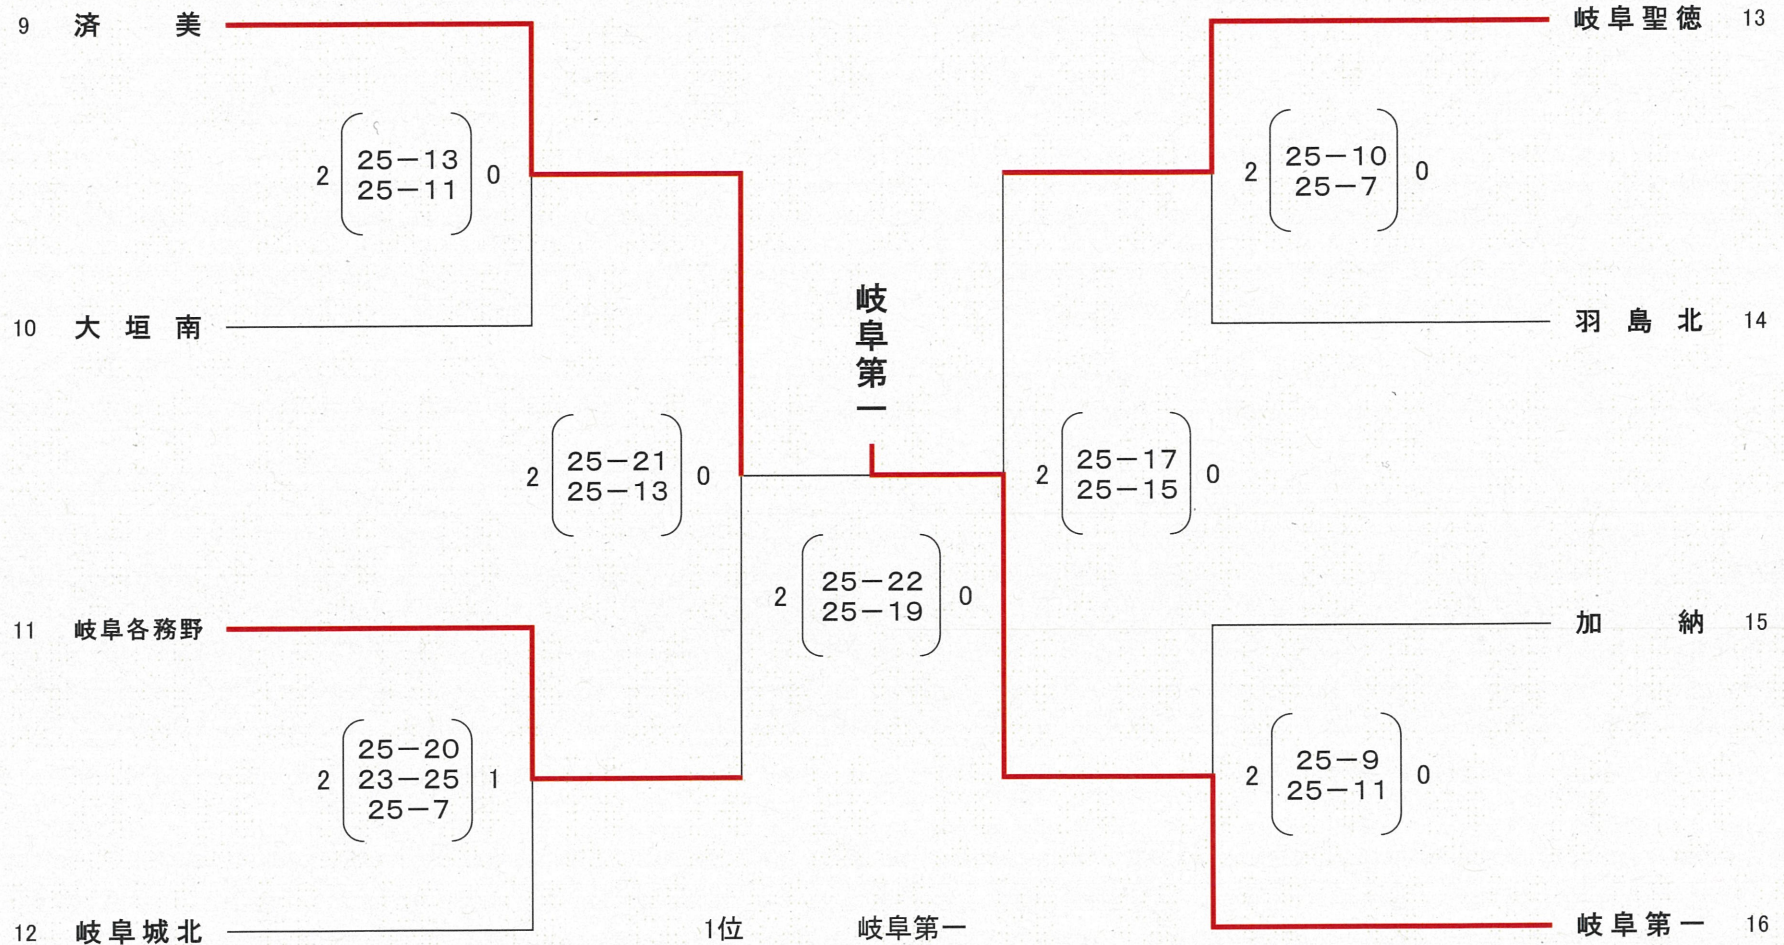 9 済 美
2 25-13 0
25-11
10 大 垣 南
2 25-21 0
25-13
11 岐阜各務野
25-20
2 23-25 1
25-7
12 岐阜城北
岐阜第一
2 25-22 0
25-19
1位 岐阜第一
岐阜聖徳 13
2 25-10 0
25-7
羽 島 北 14
2 25-17 0
25-15
加 納 15
2 25-9 0
25-11
岐阜第一 16